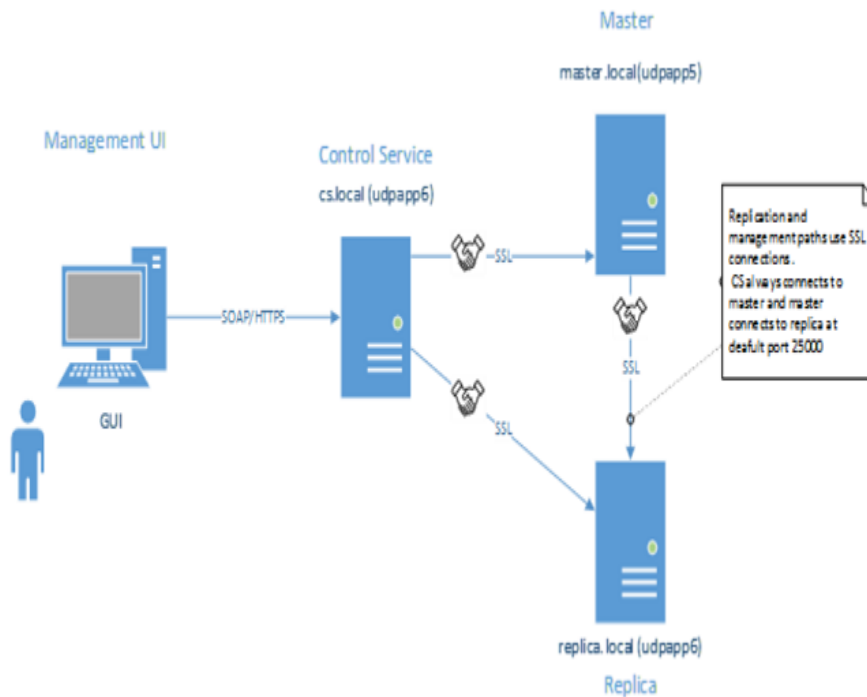 Master
master.local(udpapp5)
Management UI
Control Service
cs.local (udpapp6)
Replication and
management paths use SSL
connections.
CS always connects to
master and master
connects to replica at
deafult port 25000
SSL
SOAP/HTTPS
SSL
GUI
SSL
replica.local (udpapp6)
Replica